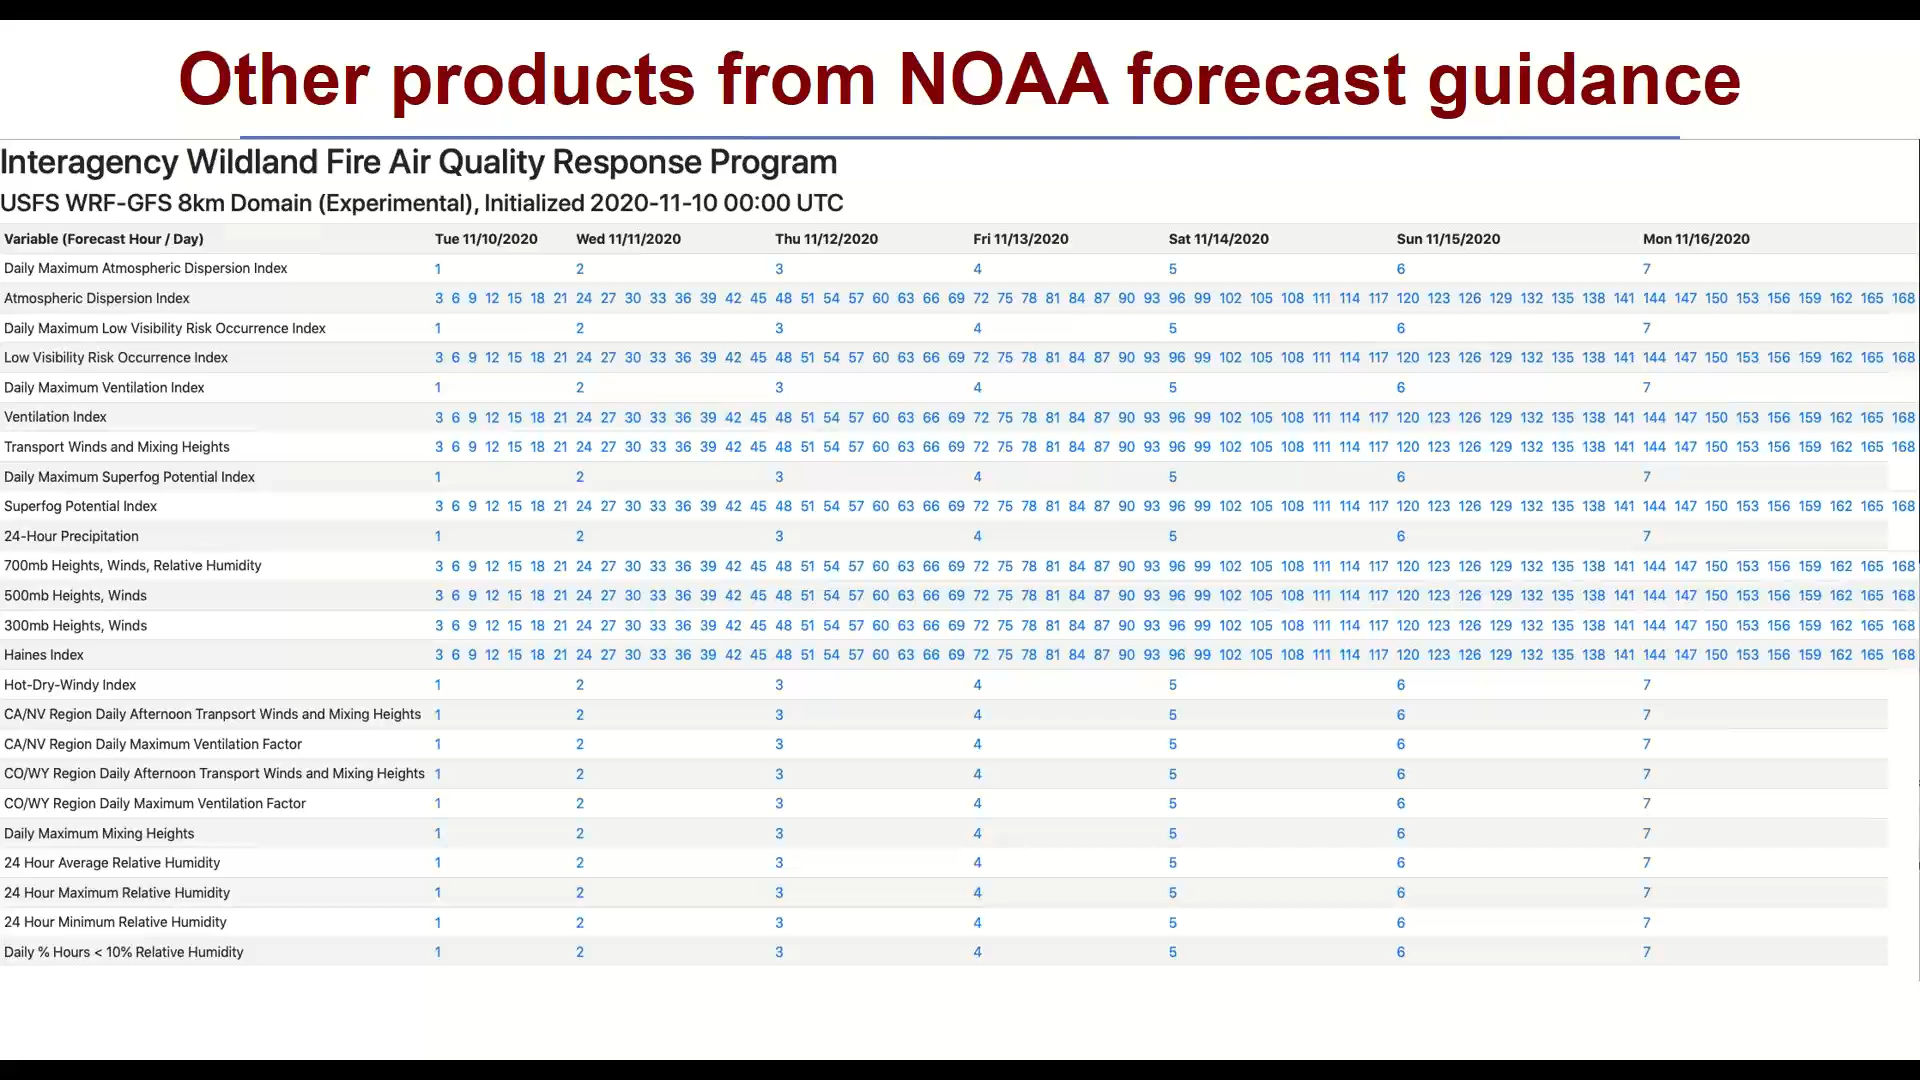 Other products from NOAA forecast guidance
Interagency Wildland Fire Air Quality Response Program
USFS WRF-GFS 8km Domain (Experimental), Initialized 2020-11-10 00:00 UTC
Variable (Forecast Hour / Day) Tue 11/10/2020 Wed 11/11/2020 Thu 11/12/2020 Fri 11/13/2020 Sat 11/14/2020 Sun 11/15/2020 Mon 11/16/2020
Daily Maximum Atmospheric Dispersion Index 1 2 3 4 5 6 7
Atmospheric Dispersion Index 3 6 9 12 15 18 21 24 27 30 33 36 39 42 45 48 51 54 57 60 63 66 69 72 75 78 81 84 87 90 93 96 99 102 105 108 111 114 117 120 123 126 129 132 135 138 141 144 147 150 153 156 159 162 165 168
Daily Maximum Low Visibility Risk Occurrence Index 1 2 3 4 5 6 7
Low Visibility Risk Occurrence Index 3 6 9 12 15 18 21 24 27 30 33 36 39 42 45 48 51 54 57 60 63 66 69 72 75 78 81 84 87 90 93 96 99 102 105 108 111 114 117 120 123 126 129 132 135 138 141 144 147 150 153 156 159 162 165 168
Daily Maximum Ventilation Index 1 2 3 4 5 6 7
Ventilation Index 3 6 9 12 15 18 21 24 27 30 33 36 39 42 45 48 51 54 57 60 63 66 69 72 75 78 81 84 87 90 93 96 99 102 105 108 111 114 117 120 123 126 129 132 135 138 141 144 147 150 153 156 159 162 165 168
Transport Winds and Mixing Heights 3 6 9 12 15 18 21 24 27 30 33 36 39 42 45 48 51 54 57 60 63 66 69 72 75 78 81 84 87 90 93 96 99 102 105 108 111 114 117 120 123 126 129 132 135 138 141 144 147 150 153 156 159 162 165 168
Daily Maximum Superfog Potential Index 1 2 3 4 5 6 7
Superfog Potential Index 3 6 9 12 15 18 21 24 27 30 33 36 39 42 45 48 51 54 57 60 63 66 69 72 75 78 81 84 87 90 93 96 99 102 105 108 111 114 117 120 123 126 129 132 135 138 141 144 147 150 153 156 159 162 165 168
24-Hour Precipitation 1 2 3 4 5 6 7
700mb Heights, Winds, Relative Humidity 3 6 9 12 15 18 21 24 27 30 33 36 39 42 45 48 51 54 57 60 63 66 69 72 75 78 81 84 87 90 93 96 99 102 105 108 111 114 117 120 123 126 129 132 135 138 141 144 147 150 153 156 159 162 165 168
500mb Heights, Winds 3 6 9 12 15 18 21 24 27 30 33 36 39 42 45 48 51 54 57 60 63 66 69 72 75 78 81 84 87 90 93 96 99 102 105 108 111 114 117 120 123 126 129 132 135 138 141 144 147 150 153 156 159 162 165 168
300mb Heights, Winds 3 6 9 12 15 18 21 24 27 30 33 36 39 42 45 48 51 54 57 60 63 66 69 72 75 78 81 84 87 90 93 96 99 102 105 108 111 114 117 120 123 126 129 132 135 138 141 144 147 150 153 156 159 162 165 168
Haines Index 3 6 9 12 15 18 21 24 27 30 33 36 39 42 45 48 51 54 57 60 63 66 69 72 75 78 81 84 87 90 93 96 99 102 105 108 111 114 117 120 123 126 129 132 135 138 141 144 147 150 153 156 159 162 165 168
Hot-Dry-Windy Index 1 2 3 4 5 6 7
CA/NV Region Daily Afternoon Tranpsort Winds and Mixing Heights 1 2 3 4 5 6 7
CA/NV Region Daily Maximum Ventilation Factor 1 2 3 4 5 6 7
CO/WY Region Daily Afternoon Transport Winds and Mixing Heights 1 2 3 4 5 6 7
CO/WY Region Daily Maximum Ventilation Factor 1 2 3 4 5 6 7
Daily Maximum Mixing Heights 1 2 3 4 5 6 7
24 Hour Average Relative Humidity 1 2 3 4 5 6 7
24 Hour Maximum Relative Humidity 1 2 3 4 5 6 7
24 Hour Minimum Relative Humidity 1 2 3 4 5 6 7
Daily % Hours < 10% Relative Humidity 1 2 3 4 5 6 7